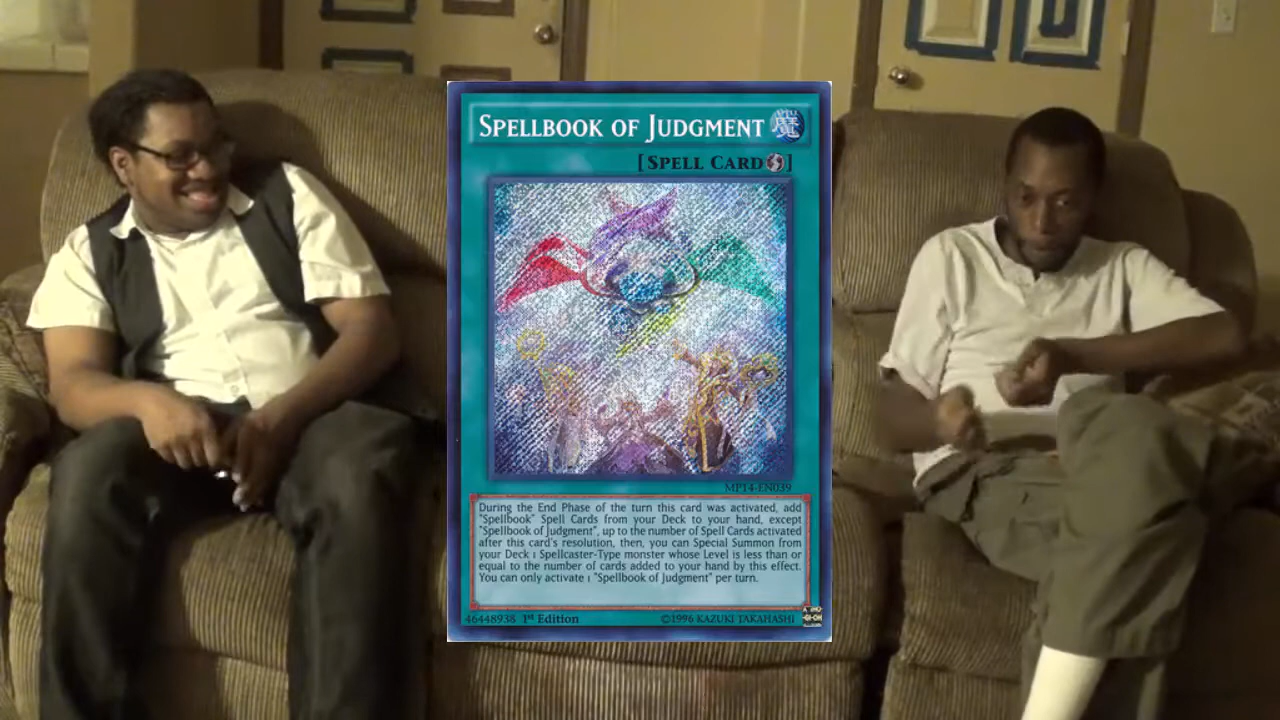 SPELLBOOK OF JUDGMENT 魔
[SPELL CARD]
MP14-EN039
During the End Phase of the turn this card was activated, add
"Spellbook" Spell Cards from your Deck to your hand, except
"Spellbook of Judgment", up to the number of Spell Cards activated
after this card's resolution, then, you can Special Summon from
your Deck 1 Spellcaster-Type monster whose Level is less than or
equal to the number of cards added to your hand by this effect.
You can only activate 1 "Spellbook of Judgment" per turn.
46448938 1st Edition ©1996 KAZUKI TAKAHASHI